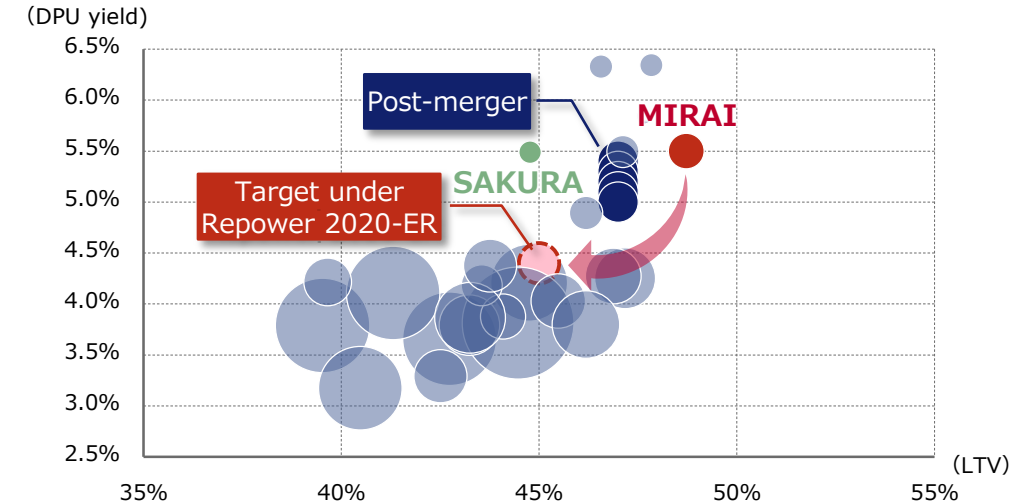 (DPU yield)
6.5%
6.0%
5.5%
5.0%
4.5%
4.0%
3.5%
3.0%
2.5%
Post-merger
MIRAI
SAKURA
Target under
Repower 2020-ER
35%
40%
45%
50%
55%
(LTV)